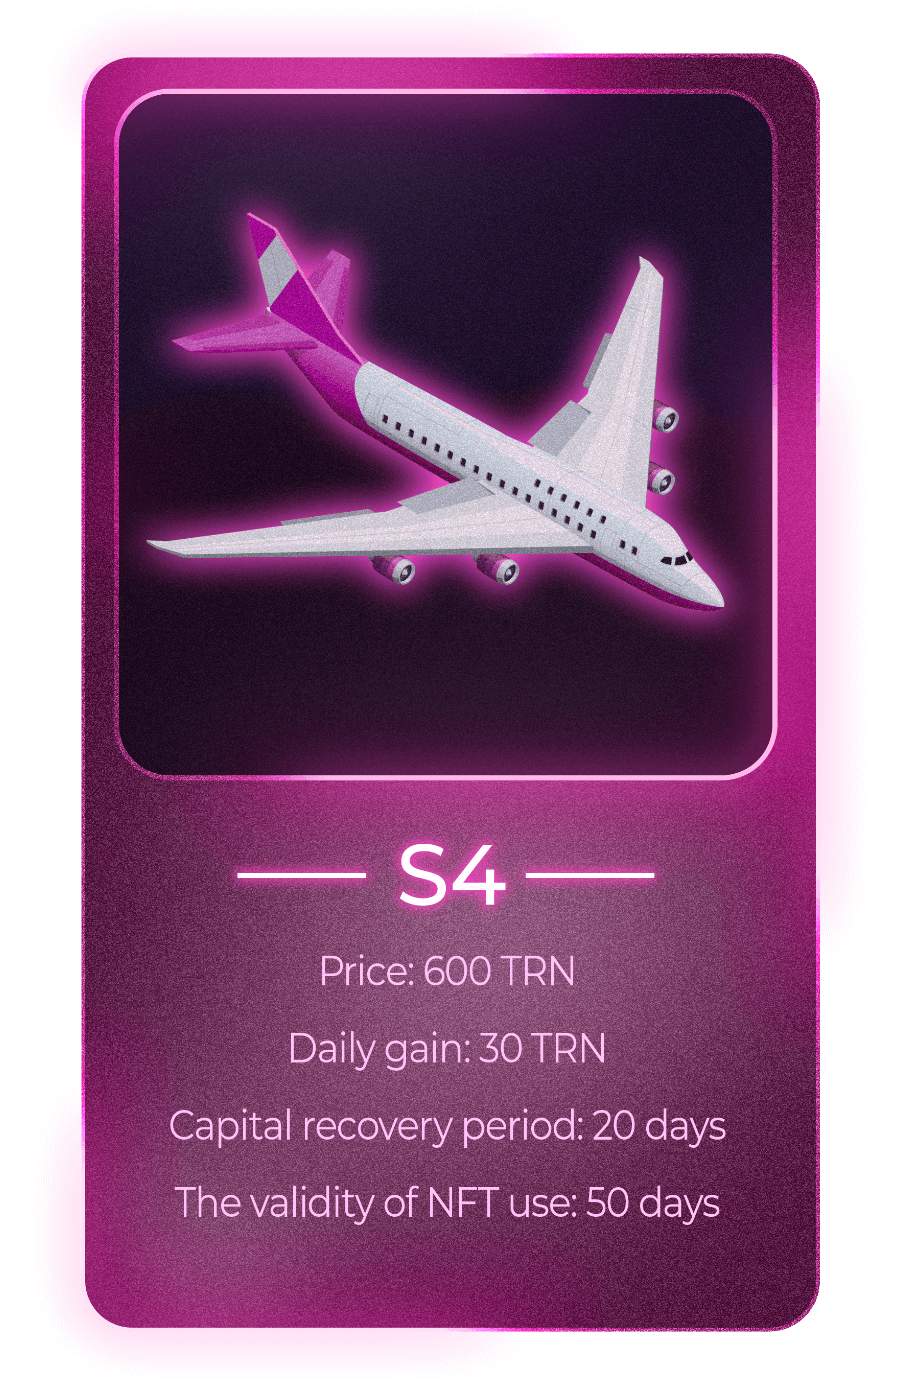 S4
Price: 600 TRN
Daily gain: 30 TRN
Capital recovery period: 20 days
The validity of NFT use: 50 days